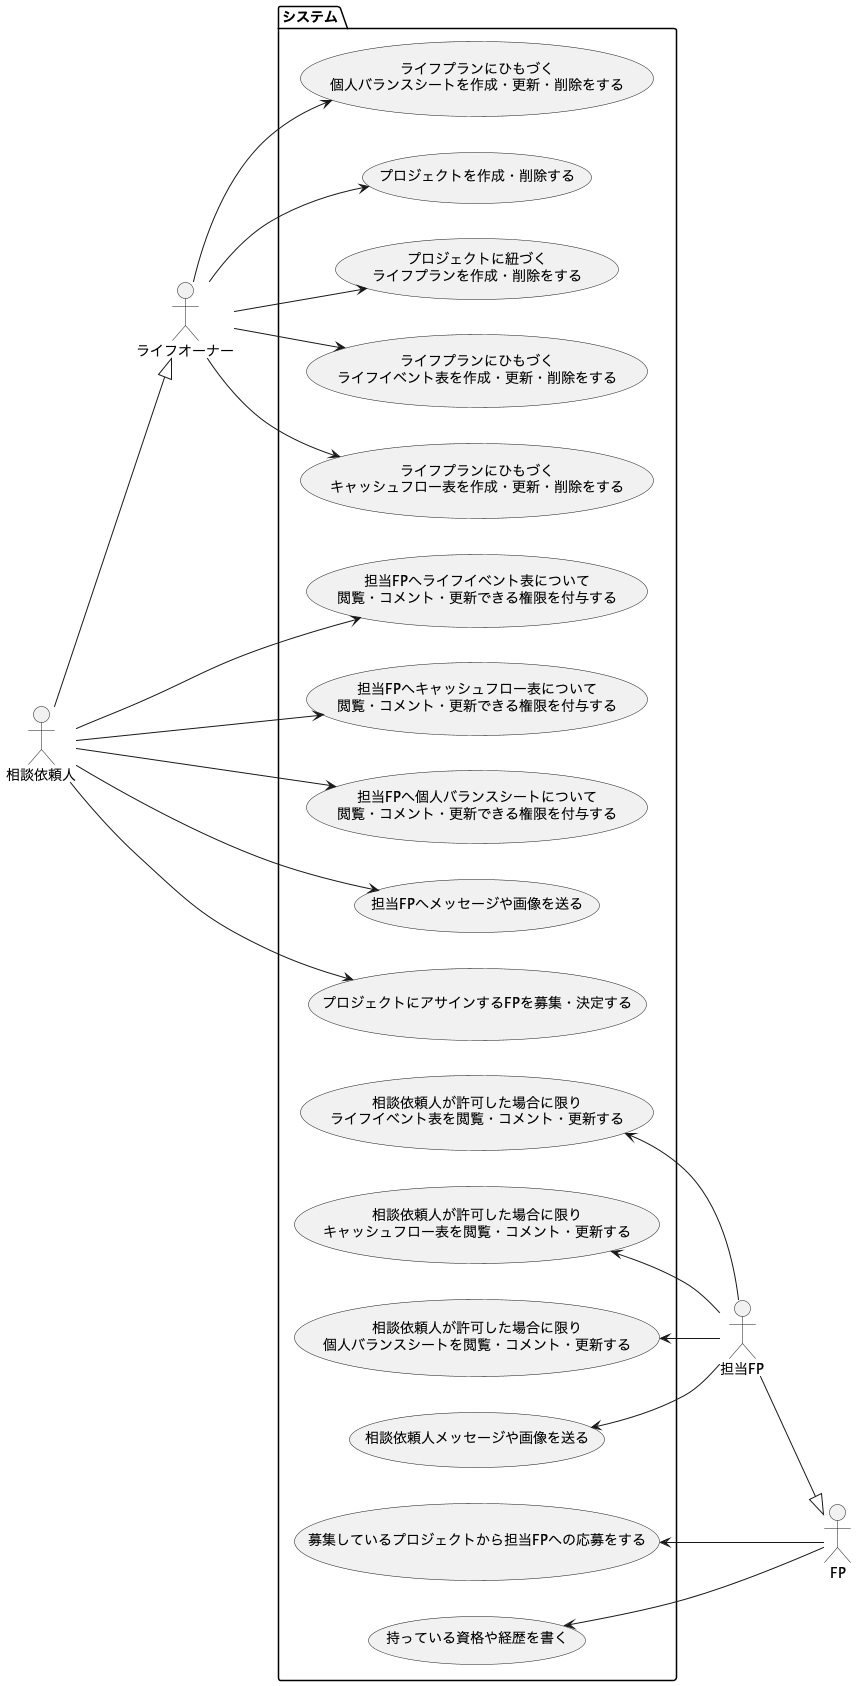 システム
ライフプランにひもづく
個人バランスシートを作成・更新・削除をする
プロジェクトを作成・削除する
プロジェクトに紐づく
ライフプランを作成・削除をする
ライフオーナー
ライフプランにひもづく
ライフイベント表を作成・更新・削除をする
ライフプランにひもづく
キャッシュフロー表を作成・更新・削除をする
担当FPへライフイベント表について
閲覧・コメント・更新できる権限を付与する
担当FPへキャッシュフロー表について
閲覧・コメント・更新できる権限を付与する
相談依頼人
担当FPへ個人バランスシートについて
閲覧・コメント・更新できる権限を付与する
担当FPへメッセージや画像を送る
プロジェクトにアサインするFPを募集・決定する
相談依頼人が許可した場合に限り
ライフイベント表を閲覧・コメント・更新する
相談依頼人が許可した場合に限り
キャッシュフロー表を閲覧・コメント・更新する
相談依頼人が許可した場合に限り
個人バランスシートを閲覧・コメント・更新する
担当FP
相談依頼人メッセージや画像を送る
募集しているプロジェクトから担当FPへの応募をする
FP
持っている資格や経歴を書く